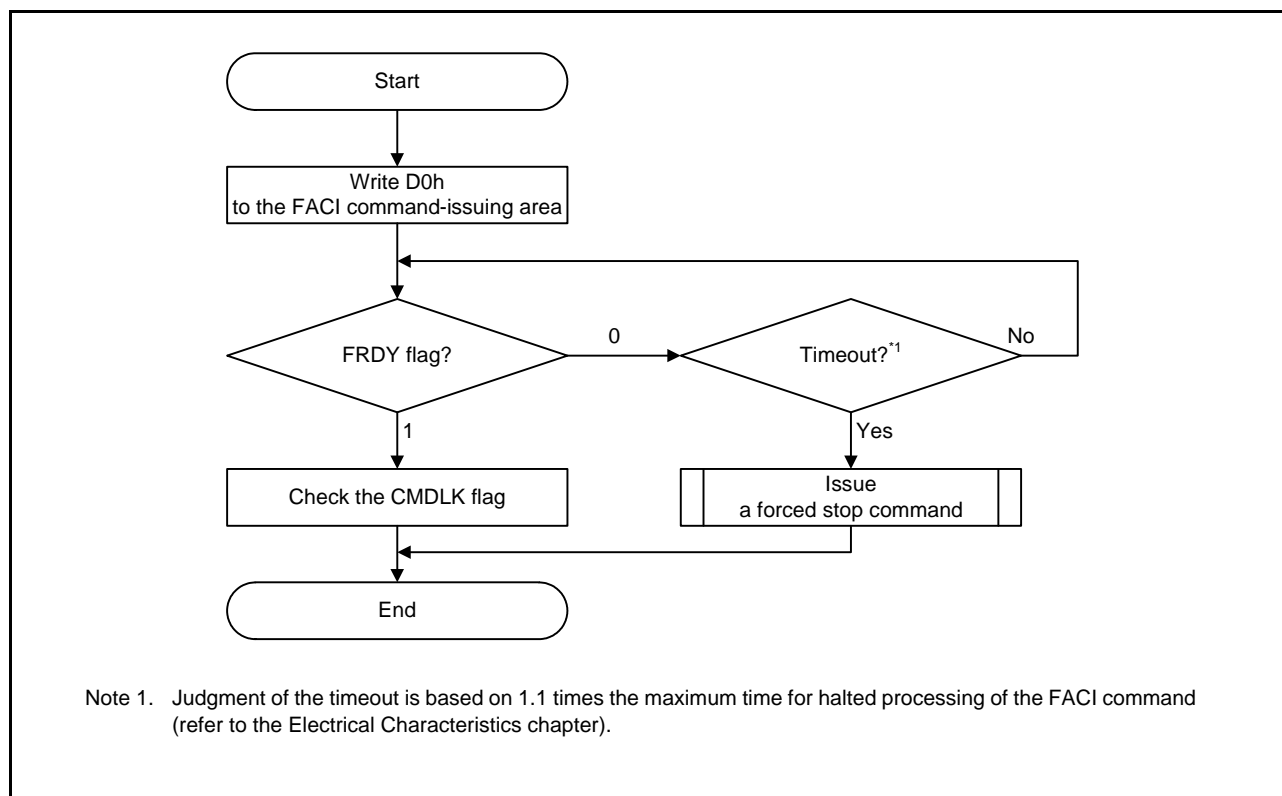 Start
Write D0h
to the FACI command-issuing area
FRDY flag?
0
Timeout?*1
No
1
Yes
Check the CMDLK flag
Issue
a forced stop command
End
Note 1. Judgment of the timeout is based on 1.1 times the maximum time for halted processing of the FACI command
(refer to the Electrical Characteristics chapter).